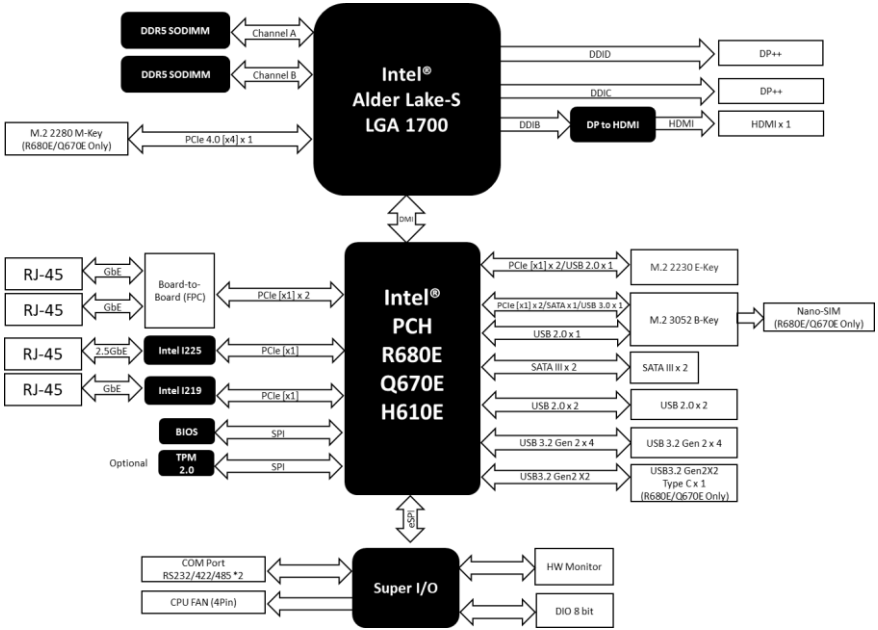 DDR5 SODIMM
Channel A
DDR5 SODIMM
Channel B
Intel®
Alder Lake-S
LGA 1700
DDID
DP++
DDIC
DP++
DDIB
DP to HDMI
HDMI
HDMI x 1
M.2 2280 M-Key
(R680E/Q670E Only)
PCIe 4.0 [x4] x 1
DMI
RJ-45
GbE
RJ-45
GbE
Board-to-
Board (FPC)
PCIe [x1] x 2
RJ-45
2.5GbE
Intel I225
PCIe [x1]
RJ-45
GbE
Intel I219
PCIe [x1]
BIOS
SPI
Optional
TPM
2.0
SPI
Intel®
PCH
R680E
Q670E
H610E
PCIe [x1] x 2/USB 2.0 x 1
M.2 2230 E-Key
PCIe [x1] x 2/SATA x 1/USB 3.0 x 1
USB 2.0 x 1
M.2 3052 B-Key
Nano-SIM
(R680E/Q670E Only)
SATA III x 2
SATA III x 2
USB 2.0 x 2
USB 2.0 x 2
USB 3.2 Gen 2 x 4
USB 3.2 Gen 2 x 4
USB3.2 Gen2 X2
USB3.2 Gen2X2
Type C x 1
(R680E/Q670E Only)
eSPI
COM Port
RS232/422/485 *2
CPU FAN (4Pin)
Super I/O
HW Monitor
DIO 8 bit